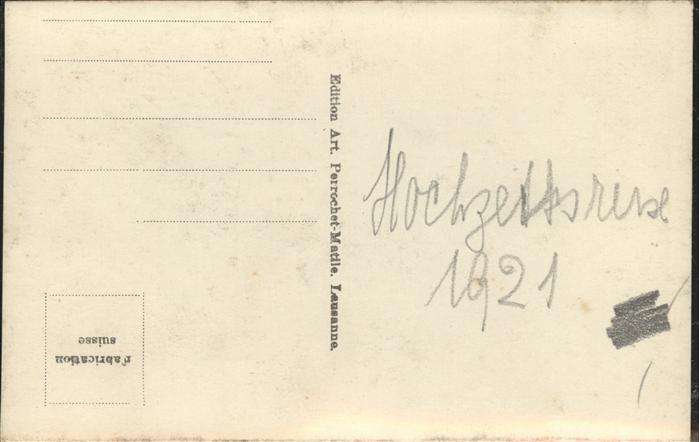 Edition Art. Perrochet-Matile. Lausanne.
Hochzeitsreise
1921
Fabrication
suisse